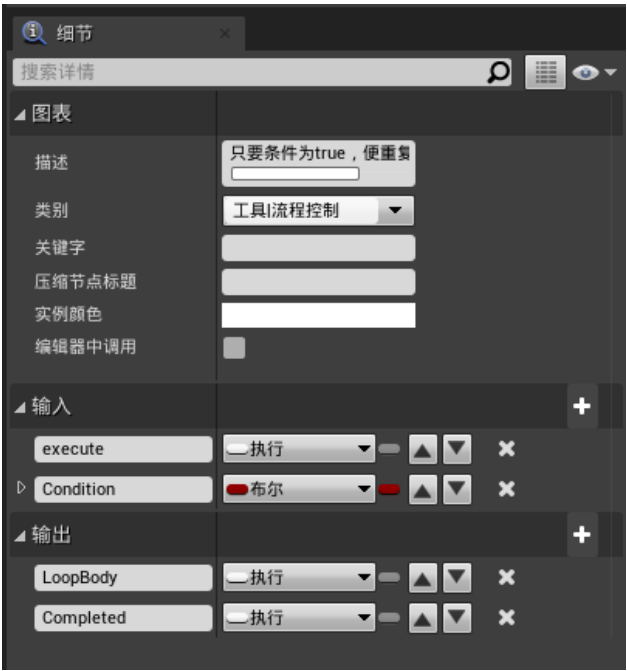 细节
搜索详情
图表
描述
只要条件为true，便重复
类别
工具|流程控制
关键字
压缩节点标题
实例颜色
编辑器中调用
输入
execute
执行
Condition
布尔
输出
LoopBody
执行
Completed
执行